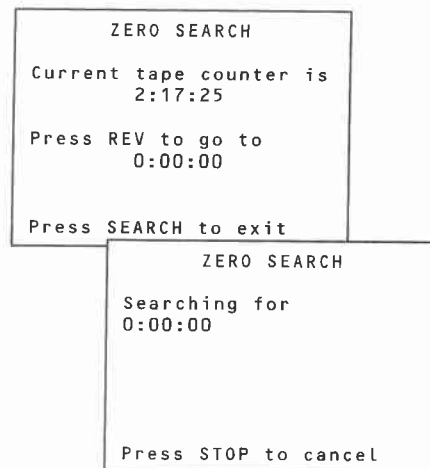 ZERO SEARCH
Current tape counter is
2:17:25
Press REV to go to
0:00:00
Press SEARCH to exit
ZERO SEARCH
Searching for
0:00:00
Press STOP to cancel